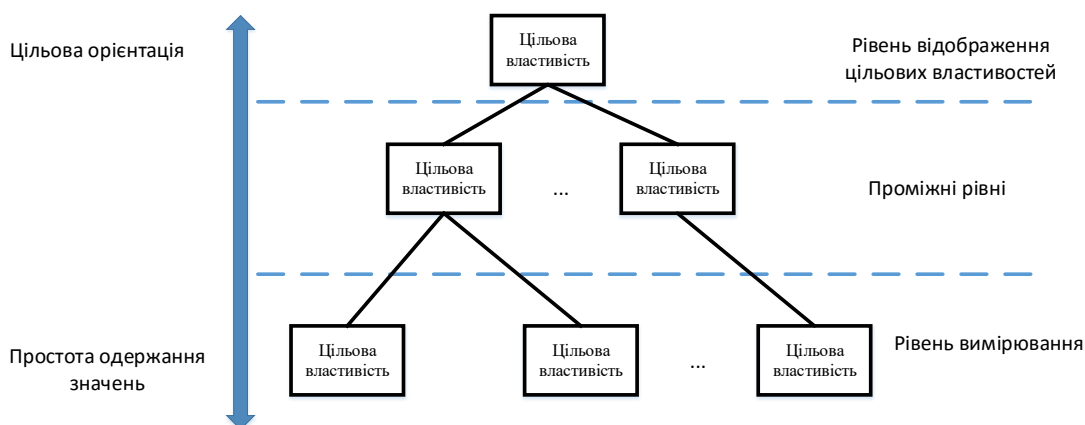 Цільова орієнтація
Цільова
властивість
Рівень відображення
цільових властивостей
Цільова
властивість
...
Цільова
властивість
Проміжні рівні
Простота одержання
значень
Цільова
властивість
Цільова
властивість
...
Цільова
властивість
Рівень вимірювання